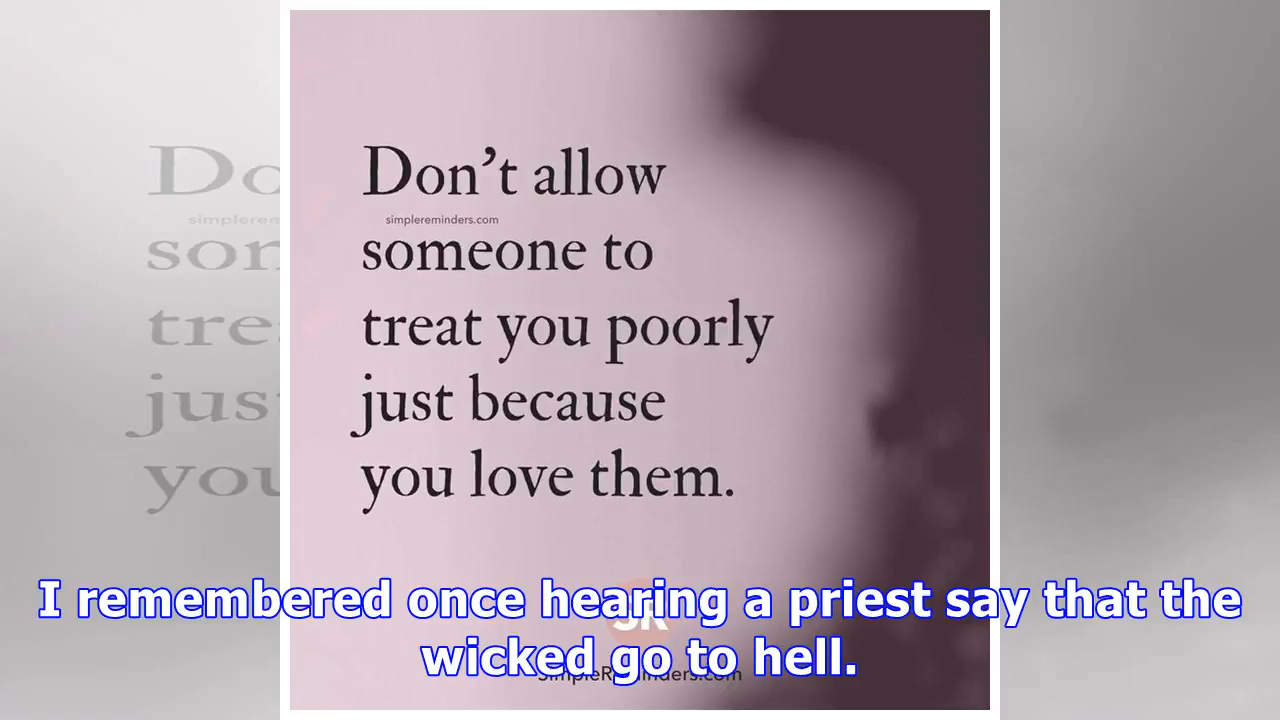 Don't allow
simplereminders.com
someone to
treat you poorly
just because
you love them.
I remembered once hearing a priest say that the
wicked go to hell.
SimpleReminders.com